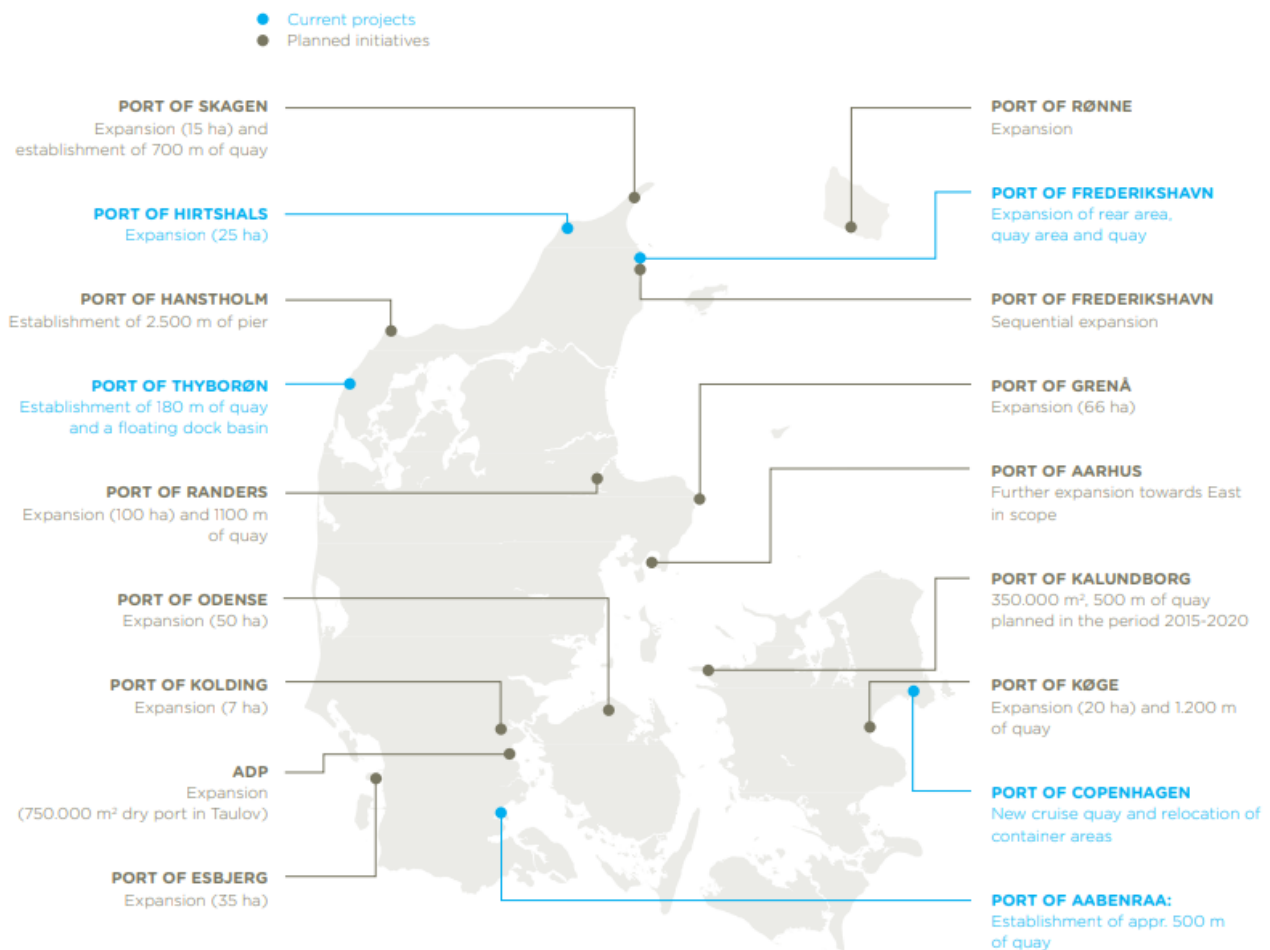 Current projects
Planned initiatives
PORT OF SKAGEN
Expansion (15 ha) and
establishment of 700 m of quay
PORT OF HIRTSHALS
Expansion (25 ha)
PORT OF HANSTHOLM
Establishment of 2.500 m of pier
PORT OF THYBORØN
Establishment of 180 m of quay
and a floating dock basin
PORT OF RANDERS
Expansion (100 ha) and 1100 m
of quay
PORT OF ODENSE
Expansion (50 ha)
PORT OF KOLDING
Expansion (7 ha)
ADP
Expansion
(750.000 m² dry port in Taulov)
PORT OF ESBJERG
Expansion (35 ha)
PORT OF RØNNE
Expansion
PORT OF FREDERIKSHAVN
Expansion of rear area,
quay area and quay
PORT OF FREDERIKSHAVN
Sequential expansion
PORT OF GRENÅ
Expansion (66 ha)
PORT OF AARHUS
Further expansion towards East
in scope
PORT OF KALUNDBORG
350.000 m², 500 m of quay
planned in the period 2015-2020
PORT OF KØGE
Expansion (20 ha) and 1.200 m
of quay
PORT OF COPENHAGEN
New cruise quay and relocation of
container areas
PORT OF AABENRAA:
Establishment of appr. 500 m
of quay